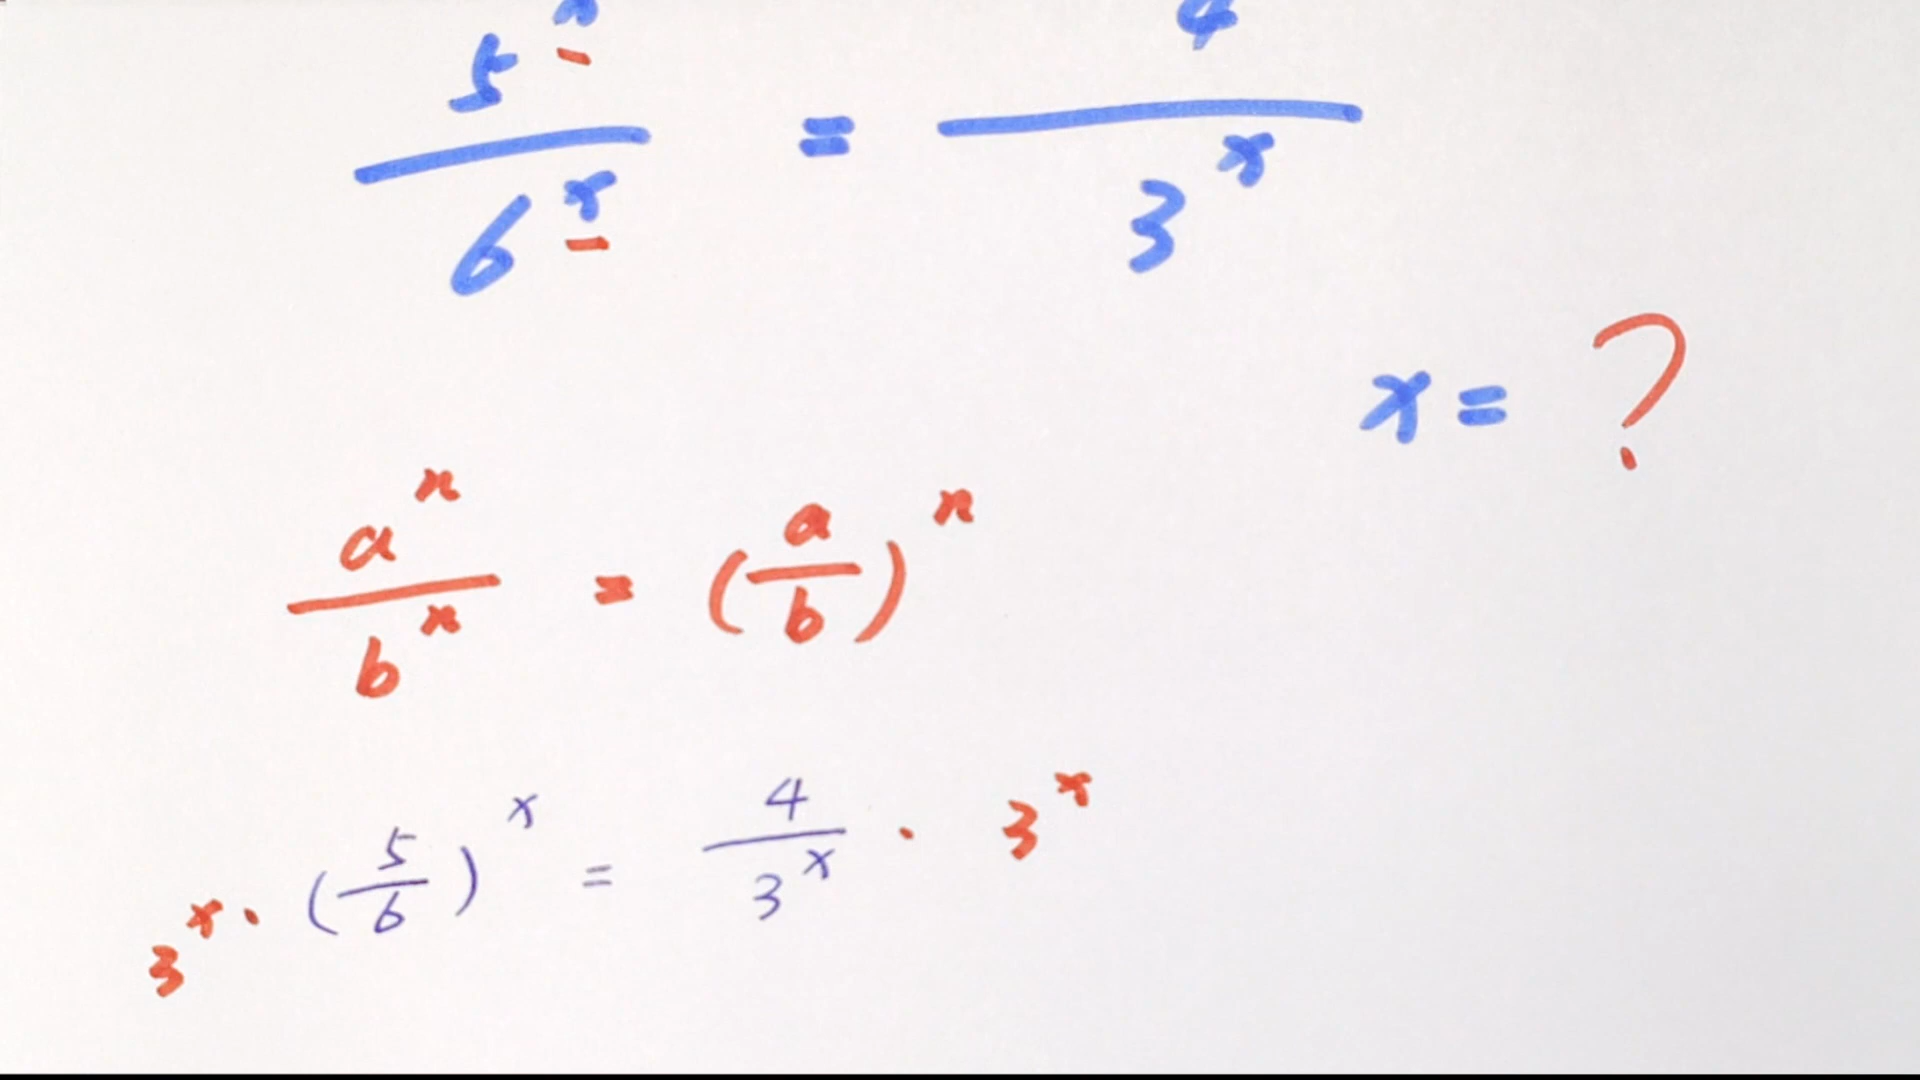 5^x / 6^x = 4 / 3^x
x = ?
a^n / b^n = (a / b)^n
3^x · (5 / 6)^x = 4 / 3^x · 3^x